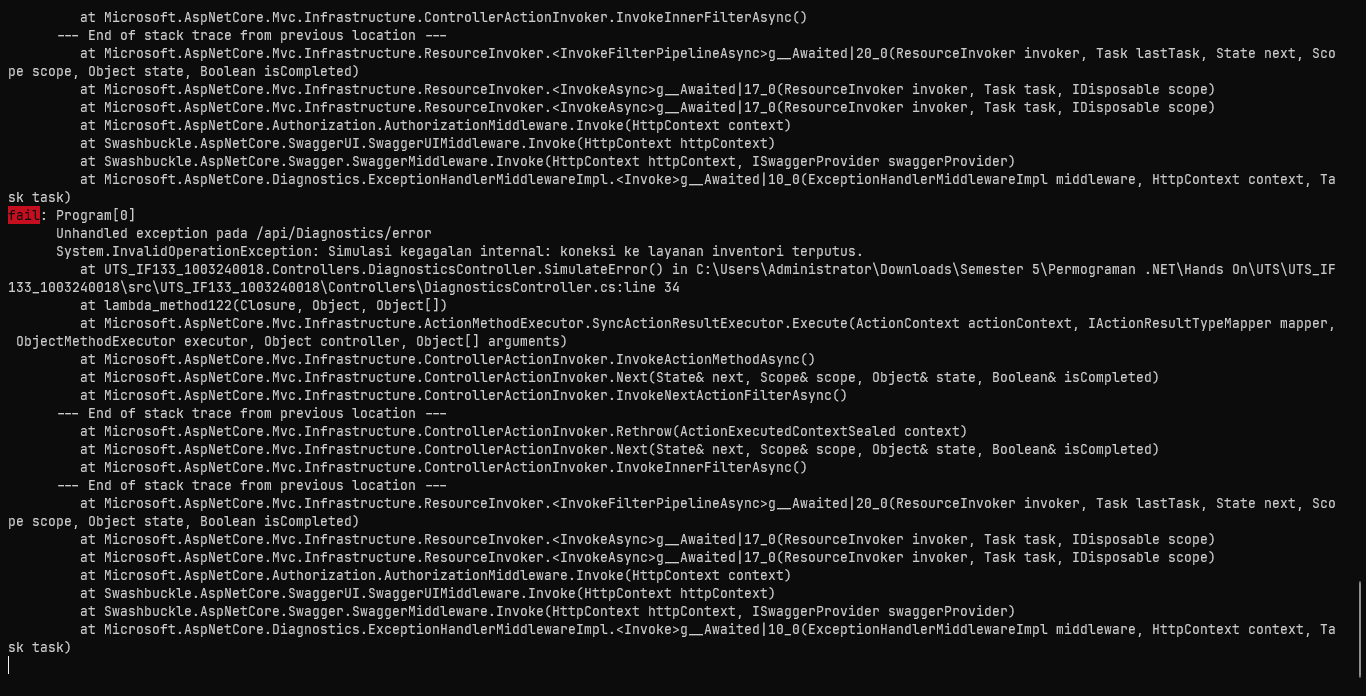 at Microsoft.AspNetCore.Mvc.Infrastructure.ControllerActionInvoker.InvokeInnerFilterAsync()
--- End of stack trace from previous location ---
at Microsoft.AspNetCore.Mvc.Infrastructure.ResourceInvoker.<InvokeFilterPipelineAsync>g__Awaited|20_0(ResourceInvoker invoker, Task lastTask, State next, Sco
pe scope, Object state, Boolean isCompleted)
at Microsoft.AspNetCore.Mvc.Infrastructure.ResourceInvoker.<InvokeAsync>g__Awaited|17_0(ResourceInvoker invoker, Task task, IDisposable scope)
at Microsoft.AspNetCore.Mvc.Infrastructure.ResourceInvoker.<InvokeAsync>g__Awaited|17_0(ResourceInvoker invoker, Task task, IDisposable scope)
at Microsoft.AspNetCore.Authorization.AuthorizationMiddleware.Invoke(HttpContext context)
at Swashbuckle.AspNetCore.SwaggerUI.SwaggerUIMiddleware.Invoke(HttpContext httpContext)
at Swashbuckle.AspNetCore.Swagger.SwaggerMiddleware.Invoke(HttpContext httpContext, ISwaggerProvider swaggerProvider)
at Microsoft.AspNetCore.Diagnostics.ExceptionHandlerMiddlewareImpl.<Invoke>g__Awaited|10_0(ExceptionHandlerMiddlewareImpl middleware, HttpContext context, Ta
sk task)
fail: Program[0]
Unhandled exception pada /api/Diagnostics/error
System.InvalidOperationException: Simulasi kegagalan internal: koneksi ke layanan inventori terputus.
at UTS_IF133_1003240018.Controllers.DiagnosticsController.SimulateError() in C:\Users\Administrator\Downloads\Semester 5\Permograman .NET\Hands On\UTS\UTS_IF
133_1003240018\src\UTS_IF133_1003240018\Controllers\DiagnosticsController.cs:line 34
at lambda_method122(Closure, Object, Object[])
at Microsoft.AspNetCore.Mvc.Infrastructure.ActionMethodExecutor.SyncActionResultExecutor.Execute(ActionContext actionContext, IActionResultTypeMapper mapper,
ObjectMethodExecutor executor, Object controller, Object[] arguments)
at Microsoft.AspNetCore.Mvc.Infrastructure.ControllerActionInvoker.InvokeActionMethodAsync()
at Microsoft.AspNetCore.Mvc.Infrastructure.ControllerActionInvoker.Next(State& next, Scope& scope, Object& state, Boolean& isCompleted)
at Microsoft.AspNetCore.Mvc.Infrastructure.ControllerActionInvoker.InvokeNextActionFilterAsync()
--- End of stack trace from previous location ---
at Microsoft.AspNetCore.Mvc.Infrastructure.ControllerActionInvoker.Rethrow(ActionExecutedContextSealed context)
at Microsoft.AspNetCore.Mvc.Infrastructure.ControllerActionInvoker.Next(State& next, Scope& scope, Object& state, Boolean& isCompleted)
at Microsoft.AspNetCore.Mvc.Infrastructure.ControllerActionInvoker.InvokeInnerFilterAsync()
--- End of stack trace from previous location ---
at Microsoft.AspNetCore.Mvc.Infrastructure.ResourceInvoker.<InvokeFilterPipelineAsync>g__Awaited|20_0(ResourceInvoker invoker, Task lastTask, State next, Sco
pe scope, Object state, Boolean isCompleted)
at Microsoft.AspNetCore.Mvc.Infrastructure.ResourceInvoker.<InvokeAsync>g__Awaited|17_0(ResourceInvoker invoker, Task task, IDisposable scope)
at Microsoft.AspNetCore.Mvc.Infrastructure.ResourceInvoker.<InvokeAsync>g__Awaited|17_0(ResourceInvoker invoker, Task task, IDisposable scope)
at Microsoft.AspNetCore.Authorization.AuthorizationMiddleware.Invoke(HttpContext context)
at Swashbuckle.AspNetCore.SwaggerUI.SwaggerUIMiddleware.Invoke(HttpContext httpContext)
at Swashbuckle.AspNetCore.Swagger.SwaggerMiddleware.Invoke(HttpContext httpContext, ISwaggerProvider swaggerProvider)
at Microsoft.AspNetCore.Diagnostics.ExceptionHandlerMiddlewareImpl.<Invoke>g__Awaited|10_0(ExceptionHandlerMiddlewareImpl middleware, HttpContext context, Ta
sk task)